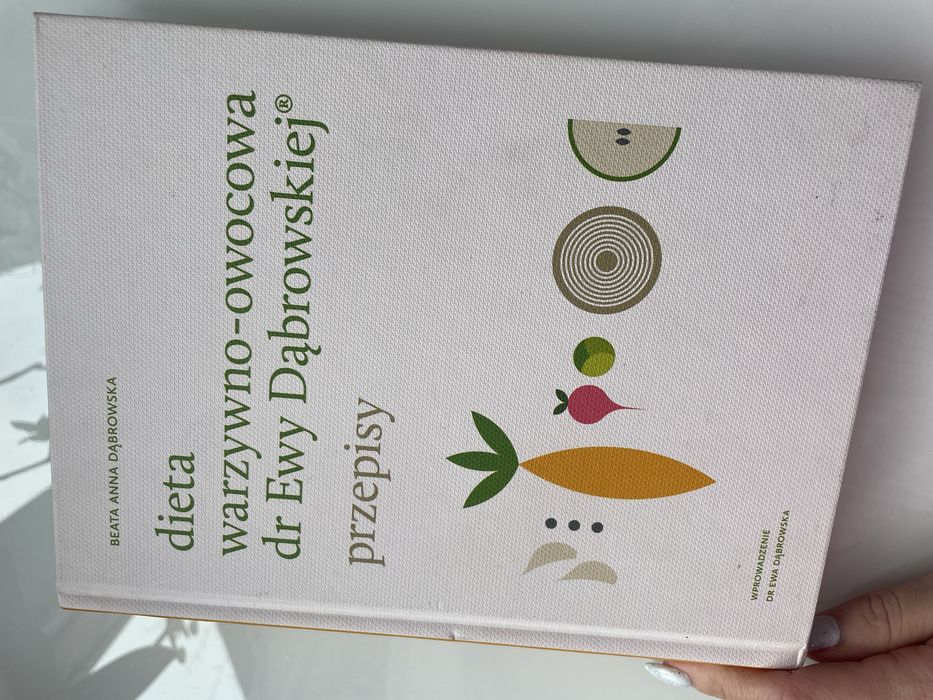 BEATA ANNA DĄBROWSKA
dieta
warzywno-owocowa
dr Ewy Dąbrowskiej®
przepisy
WPROWADZENIE
DR EWA DĄBROWSKA